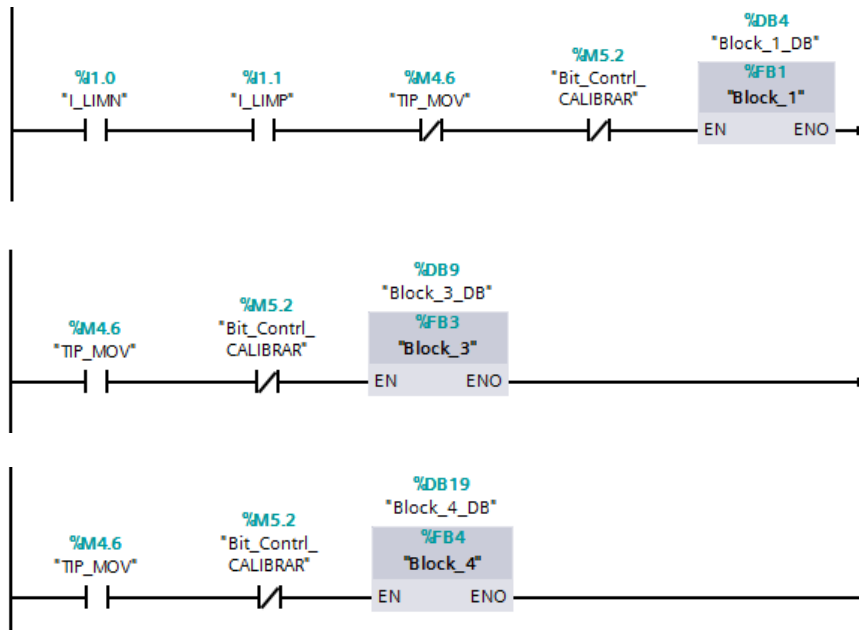 %DB4
"Block_1_DB"
%I1.0 %I1.1 %M4.6 %M5.2 %FB1
"I_LIMN" "I_LIMP" "TIP_MOV" "Bit_Contrl_ "Block_1"
CALIBRAR"
EN ENO
%DB9
"Block_3_DB"
%M5.2 %FB3
%M4.6 "Bit_Contrl_ "Block_3"
"TIP_MOV" CALIBRAR"
EN ENO
%DB19
"Block_4_DB"
%M5.2 %FB4
%M4.6 "Bit_Contrl_ "Block_4"
"TIP_MOV" CALIBRAR"
EN ENO